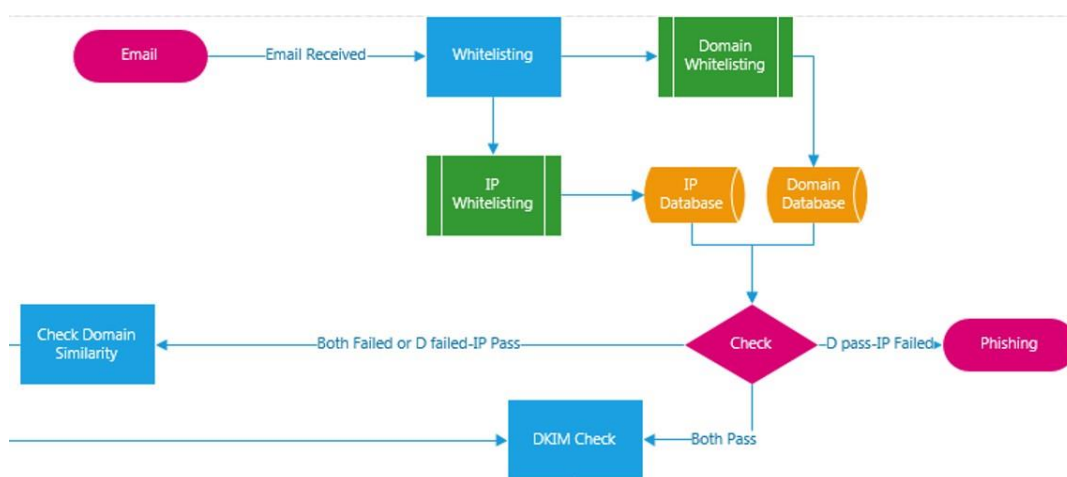 Email
Email Received
Whitelisting
Domain
Whitelisting
IP
Whitelisting
IP
Database
Domain
Database
Check Domain
Similarity
Both Failed or D failed-IP Pass
Check
D pass-IP Failed
Phishing
DKIM Check
Both Pass